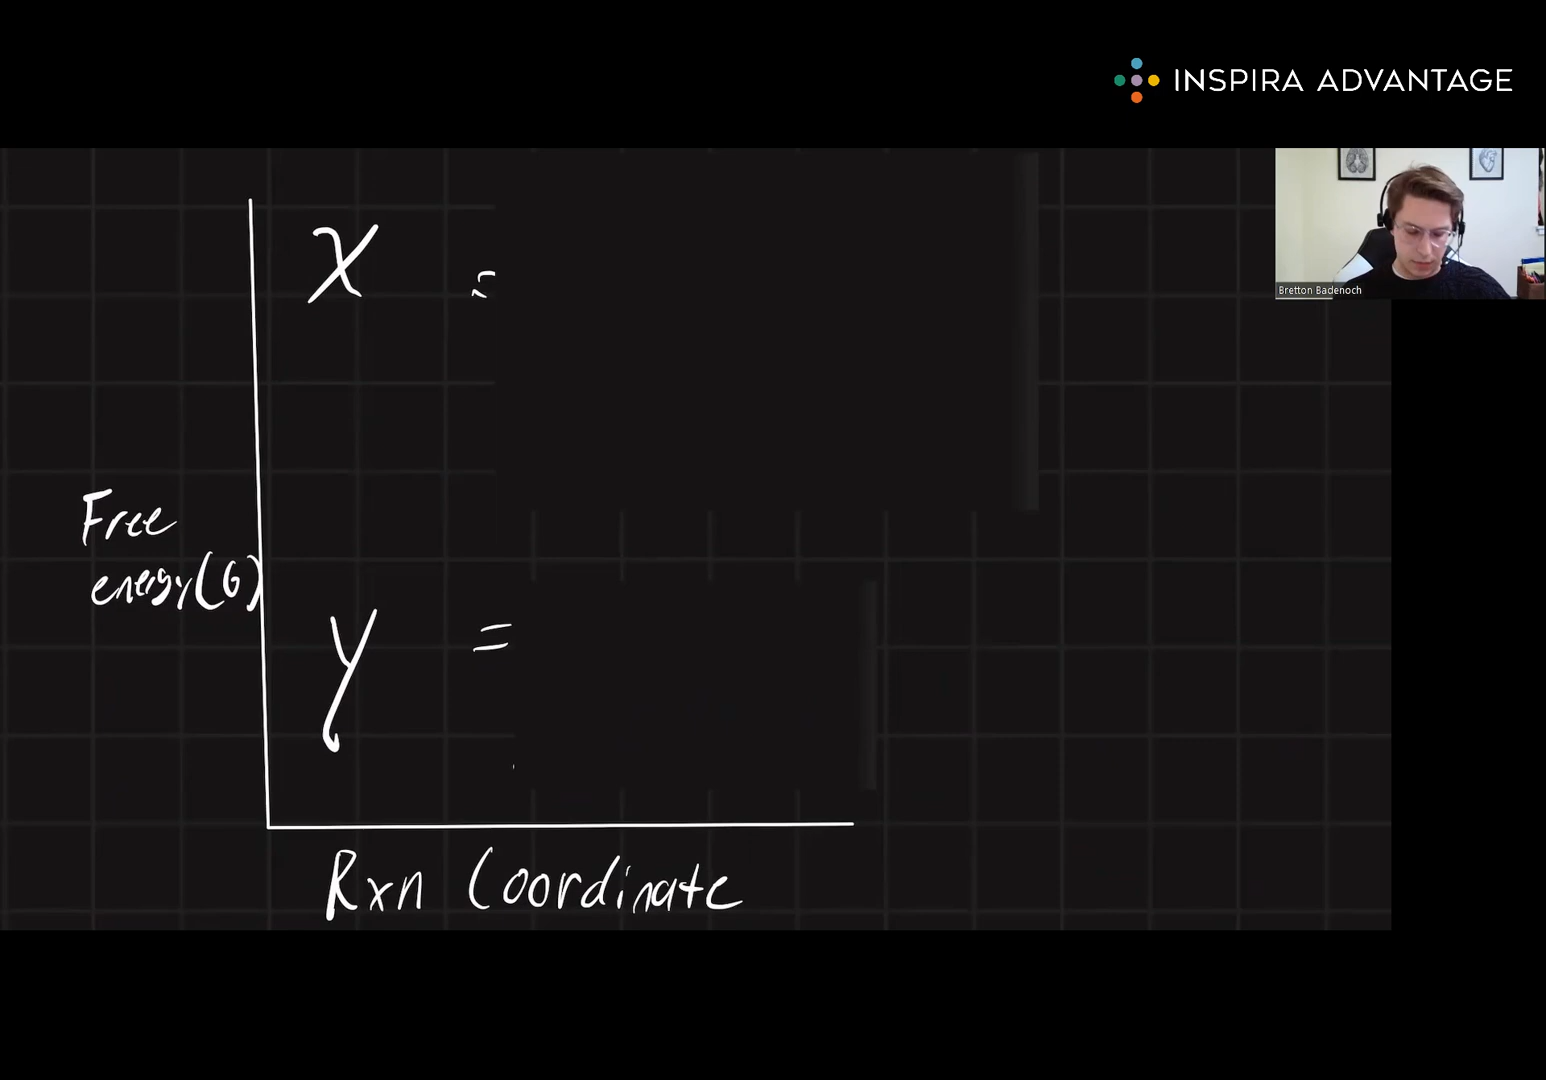 INSPIRA ADVANTAGE
Bretton Badenoch
x =
Free
energy (G)
y =
Rxn Coordinate